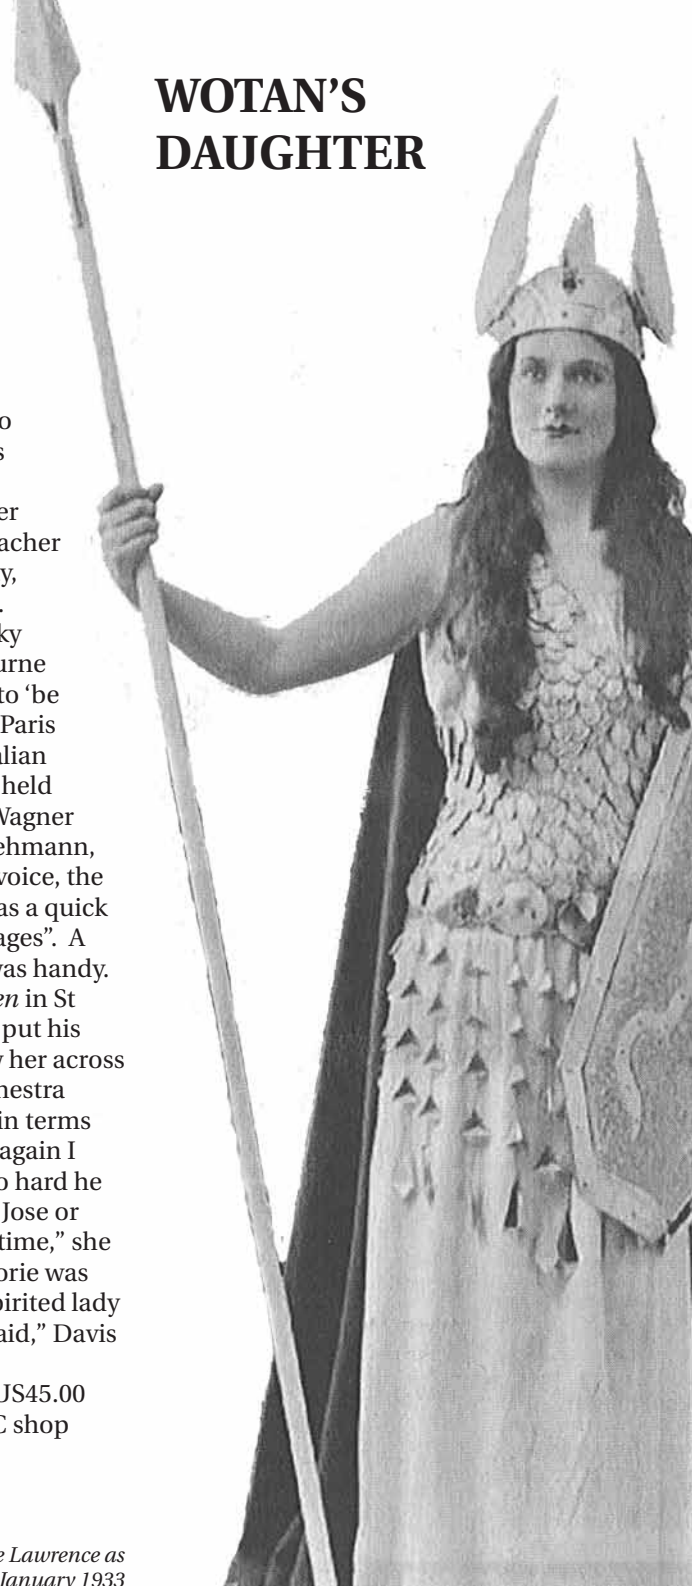 WOTAN'S
DAUGHTER
o
s
er
acher
y,
.
ky
urne
to ‘be
Paris
alian
held
Wagner
ehmann,
voice, the
as a quick
ages”. A
was handy.
en in St
put his
w her across
hestra
in terms
again I
o hard he
Jose or
time,” she
orie was
pirited lady
aid,” Davis
US45.00
C shop
e Lawrence as
January 1933